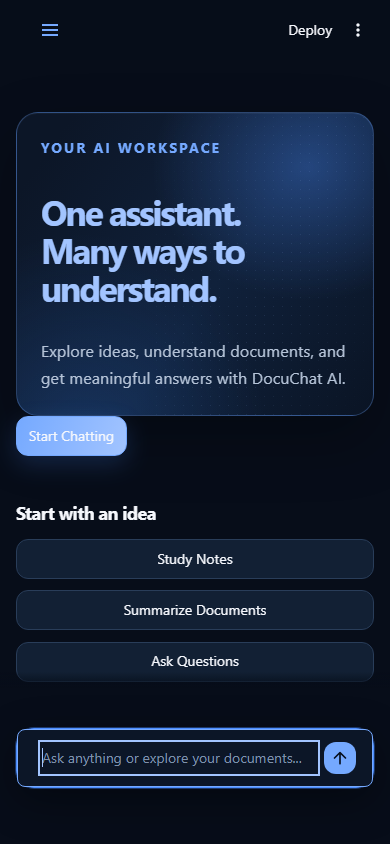 Deploy
YOUR AI WORKSPACE
One assistant.
Many ways to
understand.
Explore ideas, understand documents, and
get meaningful answers with DocuChat AI.
Start Chatting
Start with an idea
Study Notes
Summarize Documents
Ask Questions
Ask anything or explore your documents...